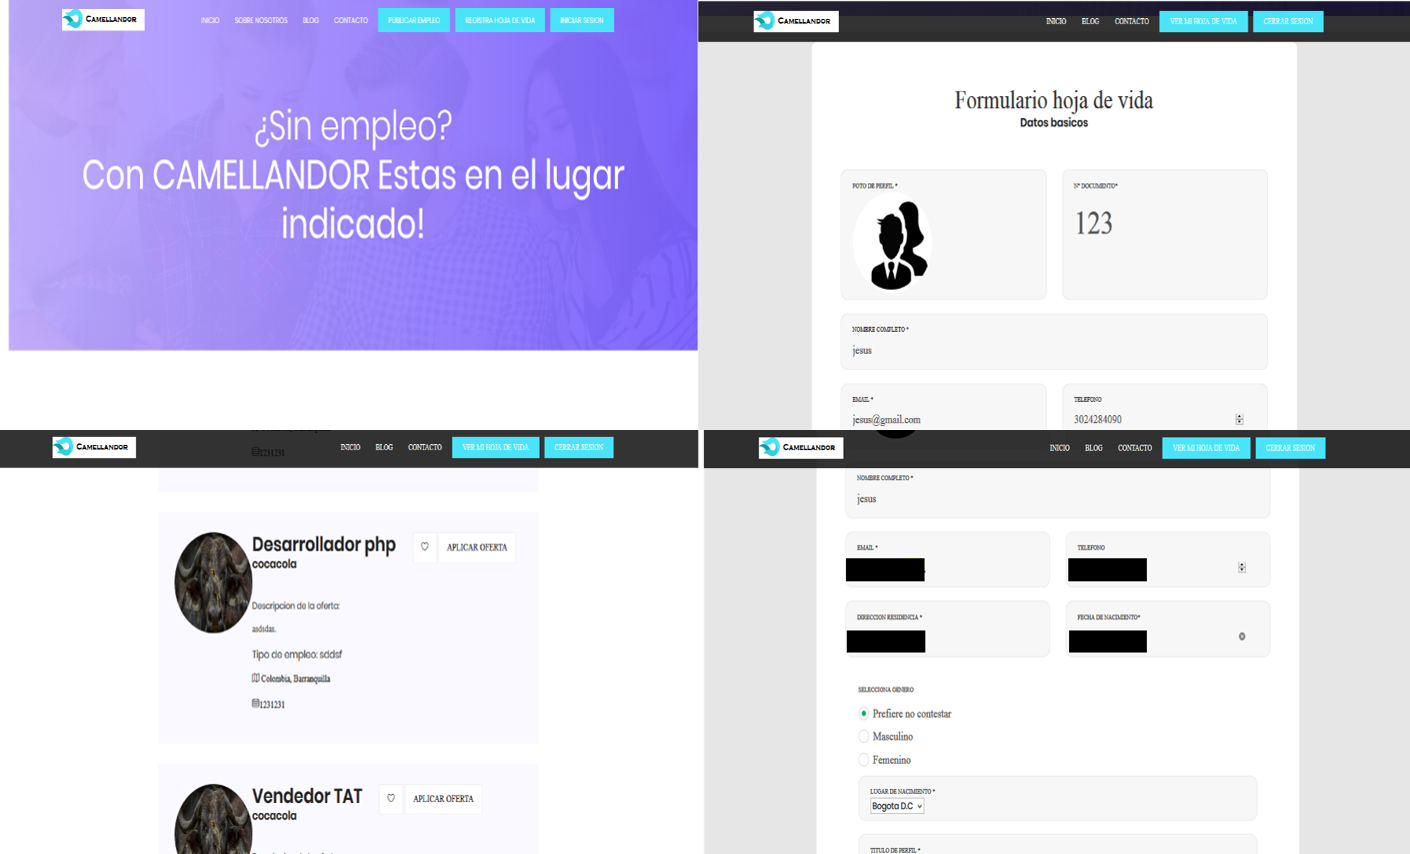 CAMELLANDOR
INICIO SOBRE NOSOTROS BLOG CONTACTO PUBLICAR EMPLEO REGISTRA HOJA DE VIDA INICIAR SESION
¿Sin empleo?
Con CAMELLANDOR Estas en el lugar
indicado!
CAMELLANDOR
INICIO BLOG CONTACTO VER MI HOJA DE VIDA CERRAR SESION
Formulario hoja de vida
Datos basicos
FOTO DE PERFIL *
N° DOCUMENTO*
123
NOMBRE COMPLETO *
jesus
EMAIL *
jesus@gmail.com
TELEFONO
3024284090
CAMELLANDOR
INICIO BLOG CONTACTO VER MI HOJA DE VIDA CERRAR SESION
1231231
Desarrollador php
cocacola
APLICAR OFERTA
Descripcion de la oferta:
asdsdas.
Tipo de empleo: sddsf
Colombia, Barranquilla
1231231
Vendedor TAT
cocacola
APLICAR OFERTA
CAMELLANDOR
INICIO BLOG CONTACTO VER MI HOJA DE VIDA CERRAR SESION
NOMBRE COMPLETO *
jesus
EMAIL *
TELEFONO
DIRECCION RESIDENCIA *
FECHA DE NACIMIENTO*
SELECCIONA GENERO
Prefiere no contestar
Masculino
Femenino
LUGAR DE NACIMIENTO *
Bogota D.C
TITULO DE PERFIL *